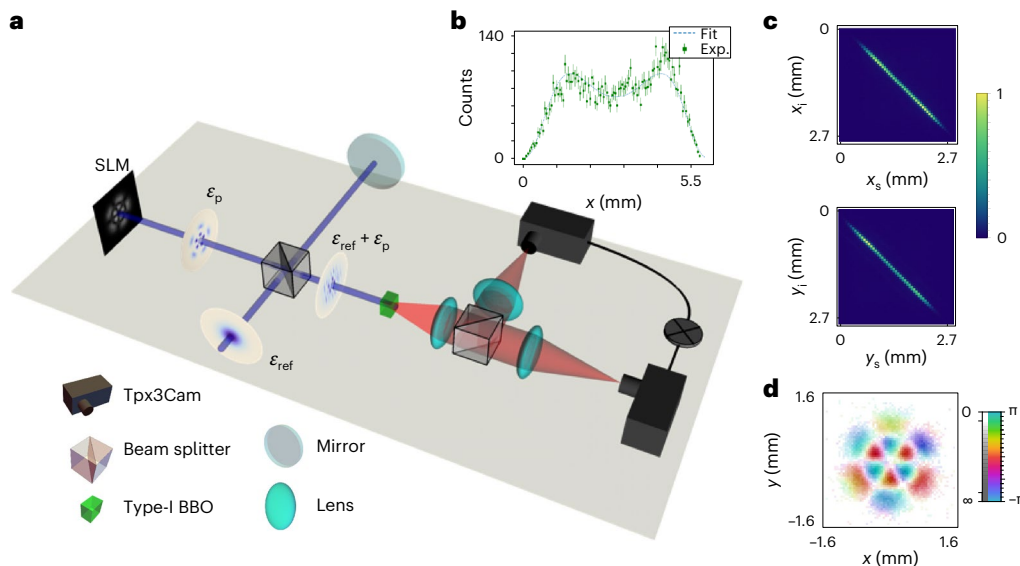 a
SLM
εp
εref + εp
εref
Tpx3Cam
Beam splitter
Mirror
Type-I BBO
Lens
b
140
Counts
0
Fit
Exp.
0
5.5
x (mm)
c
0
xi (mm)
2.7
0
2.7
xs (mm)
1
0
0
yi (mm)
2.7
0
2.7
ys (mm)
d
1.6
y (mm)
−1.6
−1.6
1.6
x (mm)
0
π
∞
−π